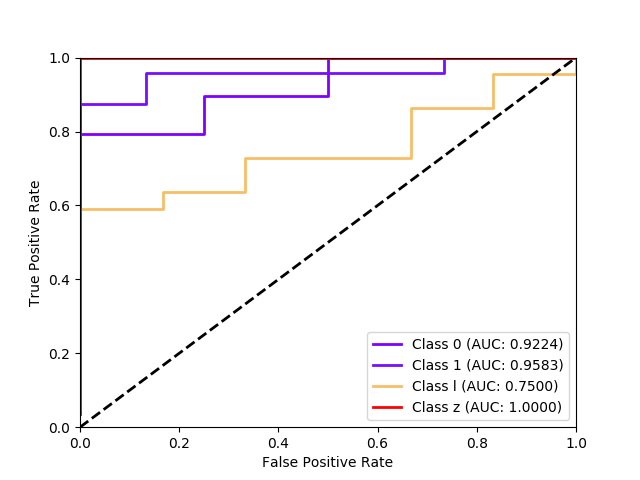 1.0
0.8
0.6
0.4
0.2
0.0
True Positive Rate
0.0 0.2 0.4 0.6 0.8 1.0
False Positive Rate
Class 0 (AUC: 0.9224)
Class 1 (AUC: 0.9583)
Class l (AUC: 0.7500)
Class z (AUC: 1.0000)